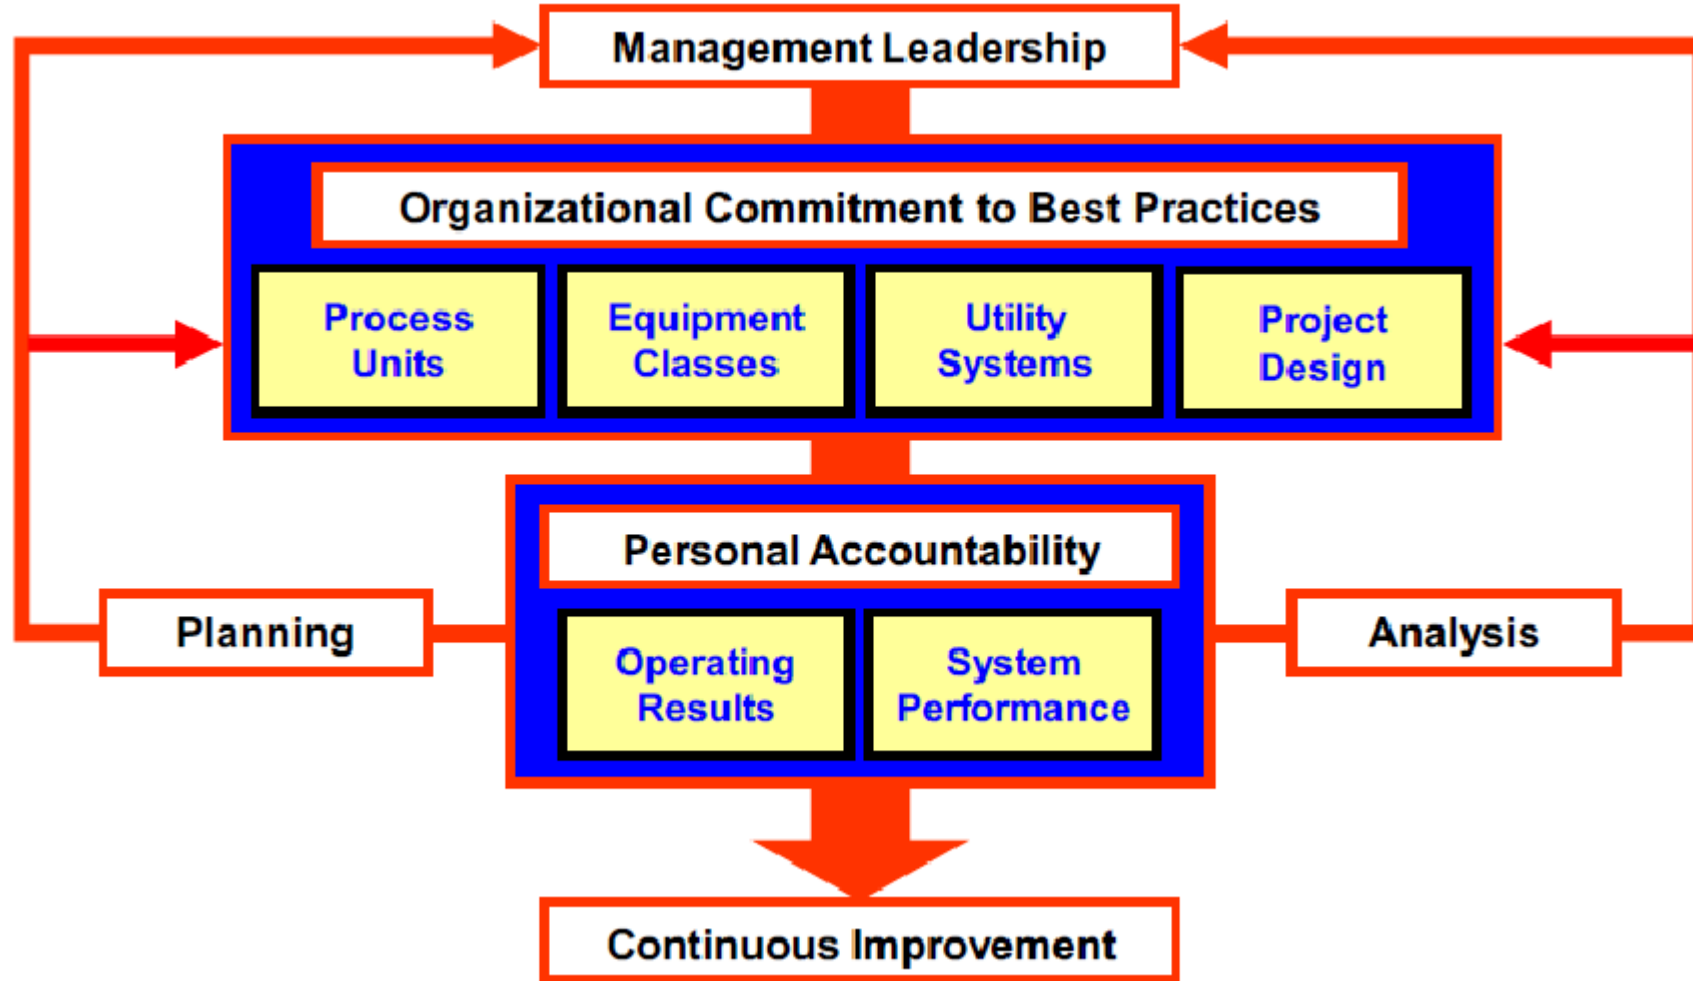 Management Leadership
Organizational Commitment to Best Practices
Process
Units
Equipment
Classes
Utility
Systems
Project
Design
Personal Accountability
Planning
Operating
Results
System
Performance
Analysis
Continuous Improvement